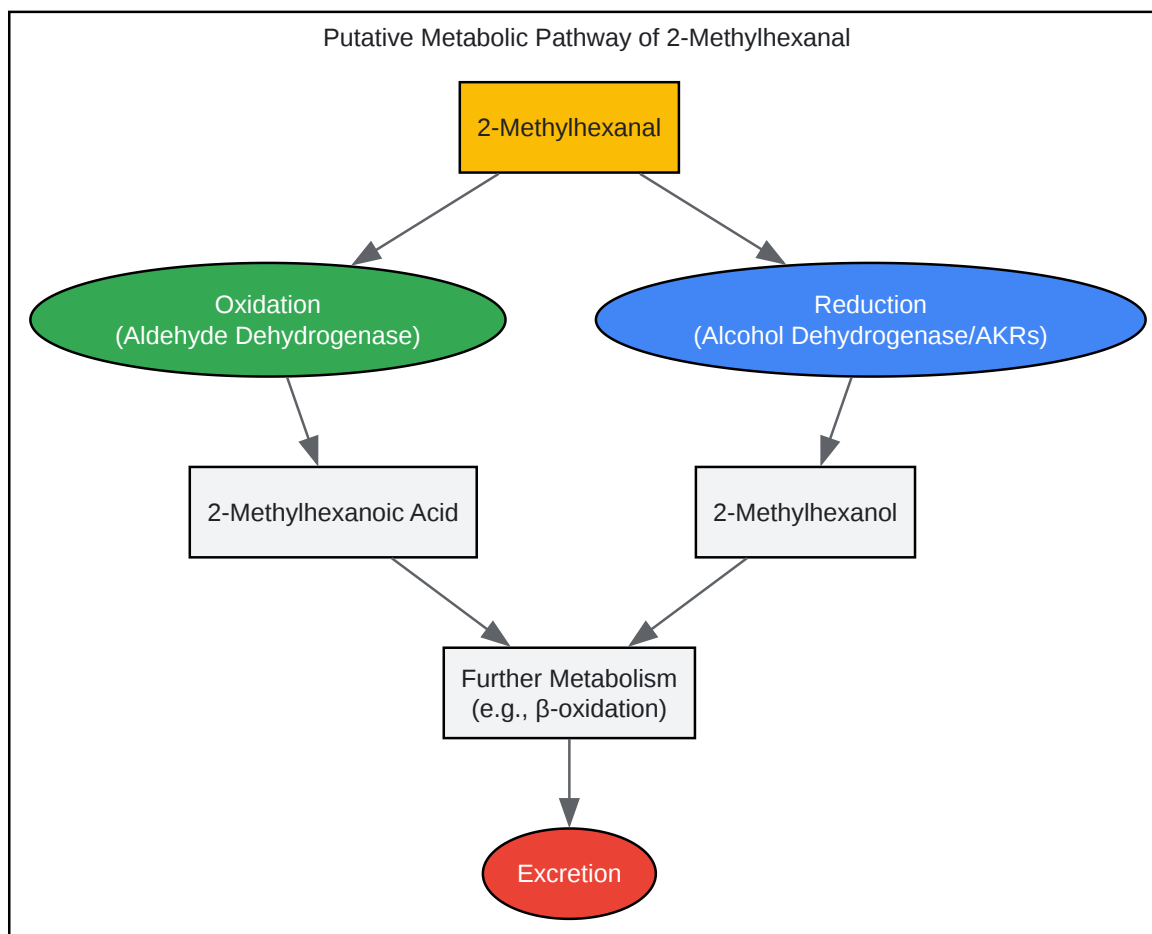 Putative Metabolic Pathway of 2-Methylhexanal
2-Methylhexanal
Oxidation
(Aldehyde Dehydrogenase)
Reduction
(Alcohol Dehydrogenase/AKRs)
2-Methylhexanoic Acid
2-Methylhexanol
Further Metabolism
(e.g., β-oxidation)
Excretion